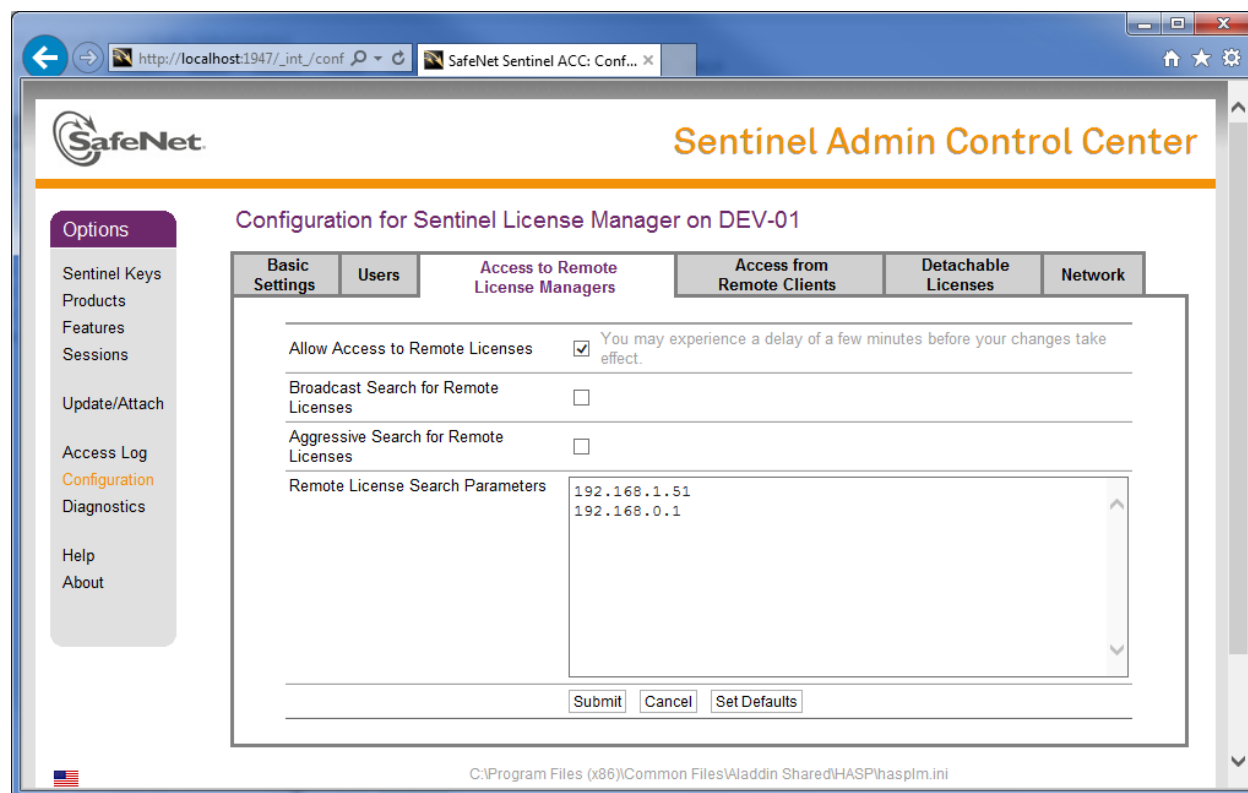 http://localhost:1947/_int_/conf
SafeNet Sentinel ACC: Conf...
SafeNet.
Sentinel Admin Control Center
Options
Sentinel Keys
Products
Features
Sessions
Update/Attach
Access Log
Configuration
Diagnostics
Help
About
Configuration for Sentinel License Manager on DEV-01
Basic
Settings
Users
Access to Remote
License Managers
Access from
Remote Clients
Detachable
Licenses
Network
Allow Access to Remote Licenses
You may experience a delay of a few minutes before your changes take
effect.
Broadcast Search for Remote
Licenses
Aggressive Search for Remote
Licenses
Remote License Search Parameters
192.168.1.51
192.168.0.1
Submit
Cancel
Set Defaults
C:\Program Files (x86)\Common Files\Aladdin Shared\HASP\hasplm.ini